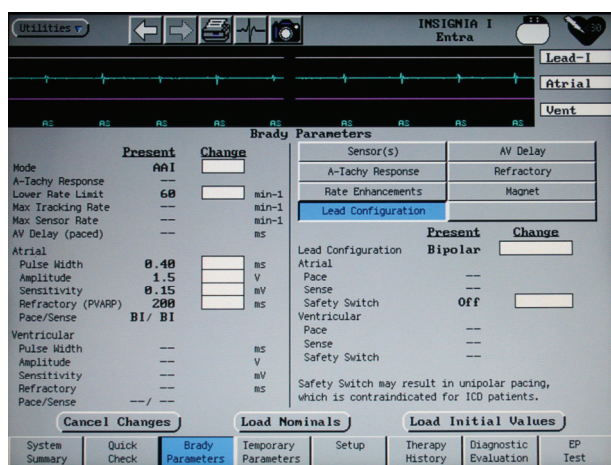 Utilities
INSIGNIA I
Entra
30
Lead-I
Atrial
Vent
AS AS AS AS AS AS AS AS
Brady Parameters
Present Change
Mode AAI
A-Tachy Response --
Lower Rate Limit 60 min-1
Max Tracking Rate -- min-1
Max Sensor Rate -- min-1
AV Delay (paced) -- ms
Atrial
Pulse Width 0.40 ms
Amplitude 1.5 V
Sensitivity 0.15 mV
Refractory (PVARP) 200 ms
Pace/Sense BI/ BI
Ventricular
Pulse Width -- ms
Amplitude -- V
Sensitivity -- mV
Refractory -- ms
Pace/Sense --/ --
Sensor(s) AV Delay
A-Tachy Response Refractory
Rate Enhancements Magnet
Lead Configuration
Present Change
Lead Configuration Bipolar
Atrial
Pace --
Sense --
Safety Switch Off
Ventricular
Pace --
Sense --
Safety Switch --
Safety Switch may result in unipolar pacing,
which is contraindicated for ICD patients.
Cancel Changes Load Nominals Load Initial Values
System Summary
Quick Check
Brady Parameters
Temporary Parameters
Setup
Therapy History
Diagnostic Evaluation
EP Test